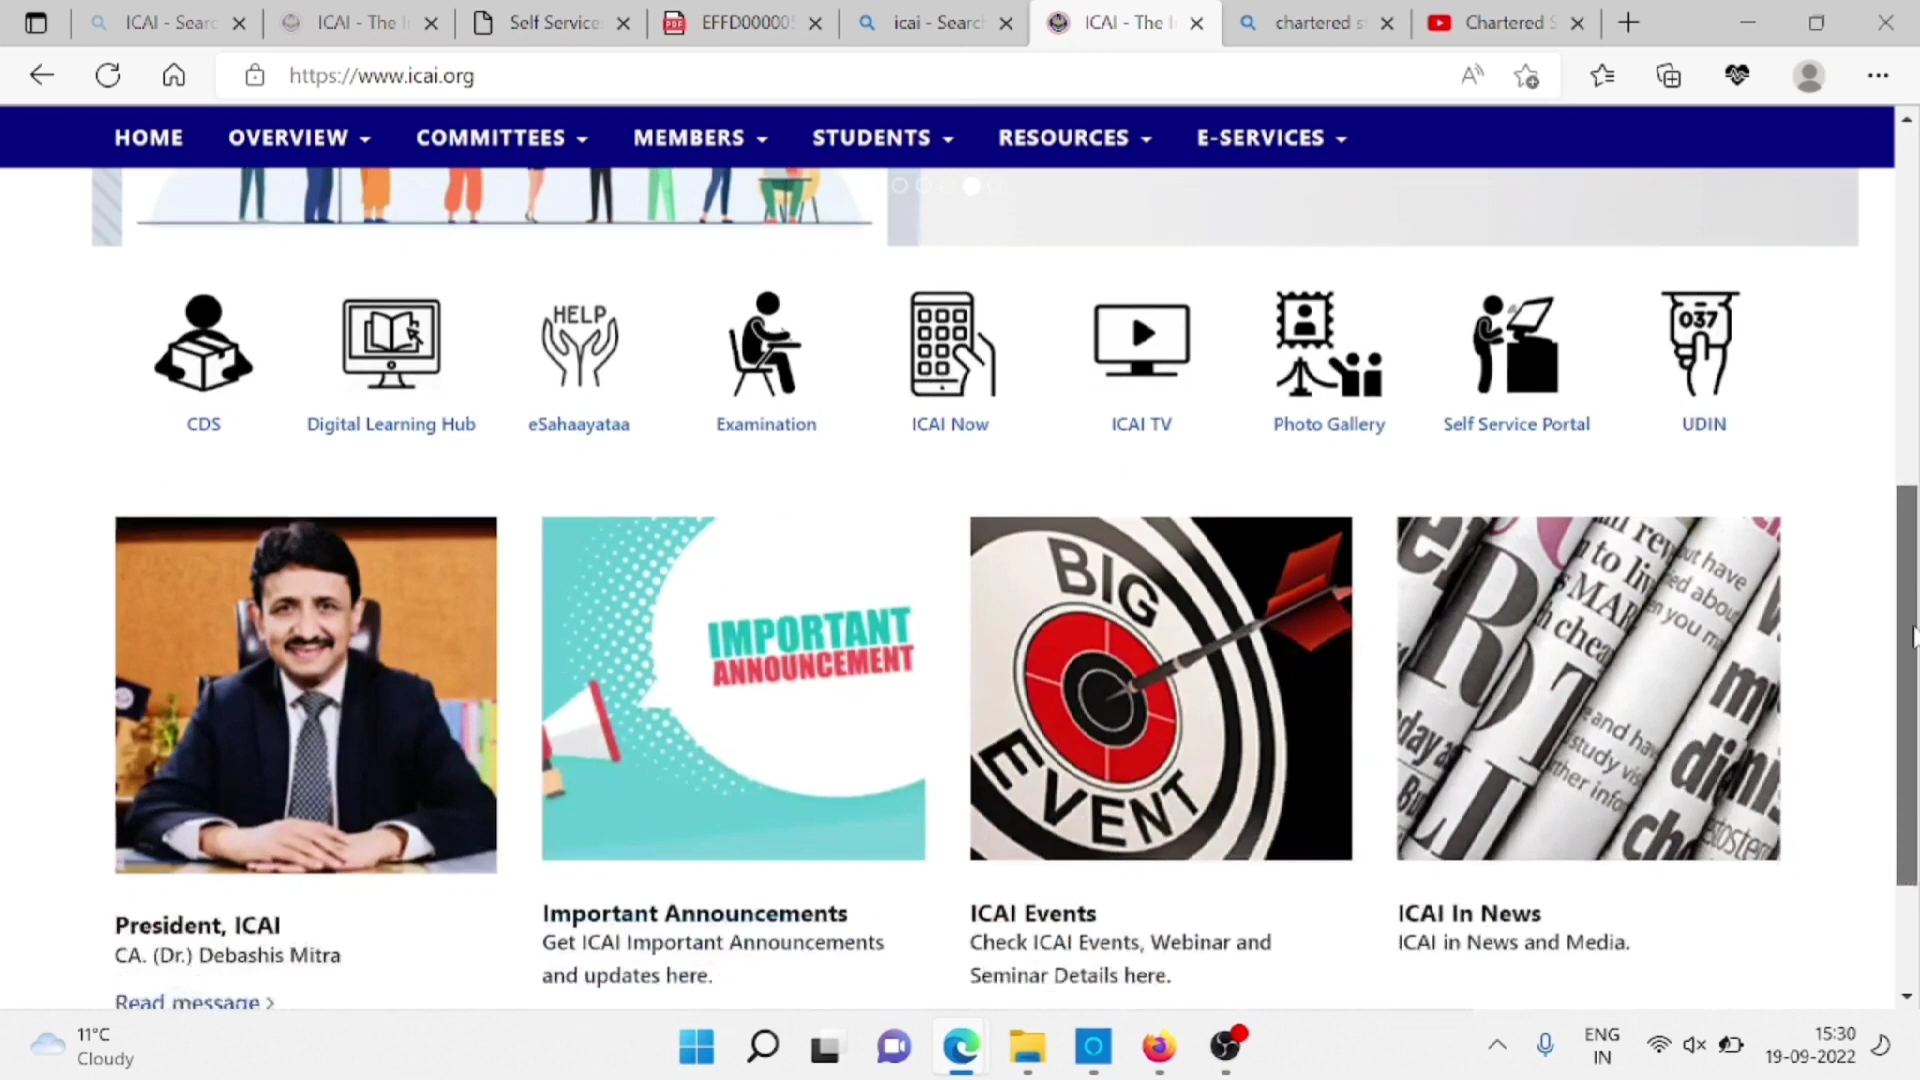 ICAI - Searc
ICAI - The I
Self Service
EFFD000005
icai - Search
ICAI - The I
chartered s
Chartered S
https://www.icai.org
HOME
OVERVIEW
COMMITTEES
MEMBERS
STUDENTS
RESOURCES
E-SERVICES
HELP
037
CDS
Digital Learning Hub
eSahaayataa
Examination
ICAI Now
ICAI TV
Photo Gallery
Self Service Portal
UDIN
IMPORTANT
ANNOUNCEMENT
BIG
EVENT
President, ICAI
CA. (Dr.) Debashis Mitra
Read message >
Important Announcements
Get ICAI Important Announcements
and updates here.
ICAI Events
Check ICAI Events, Webinar and
Seminar Details here.
ICAI In News
ICAI in News and Media.
11°C
Cloudy
ENG
IN
15:30
19-09-2022